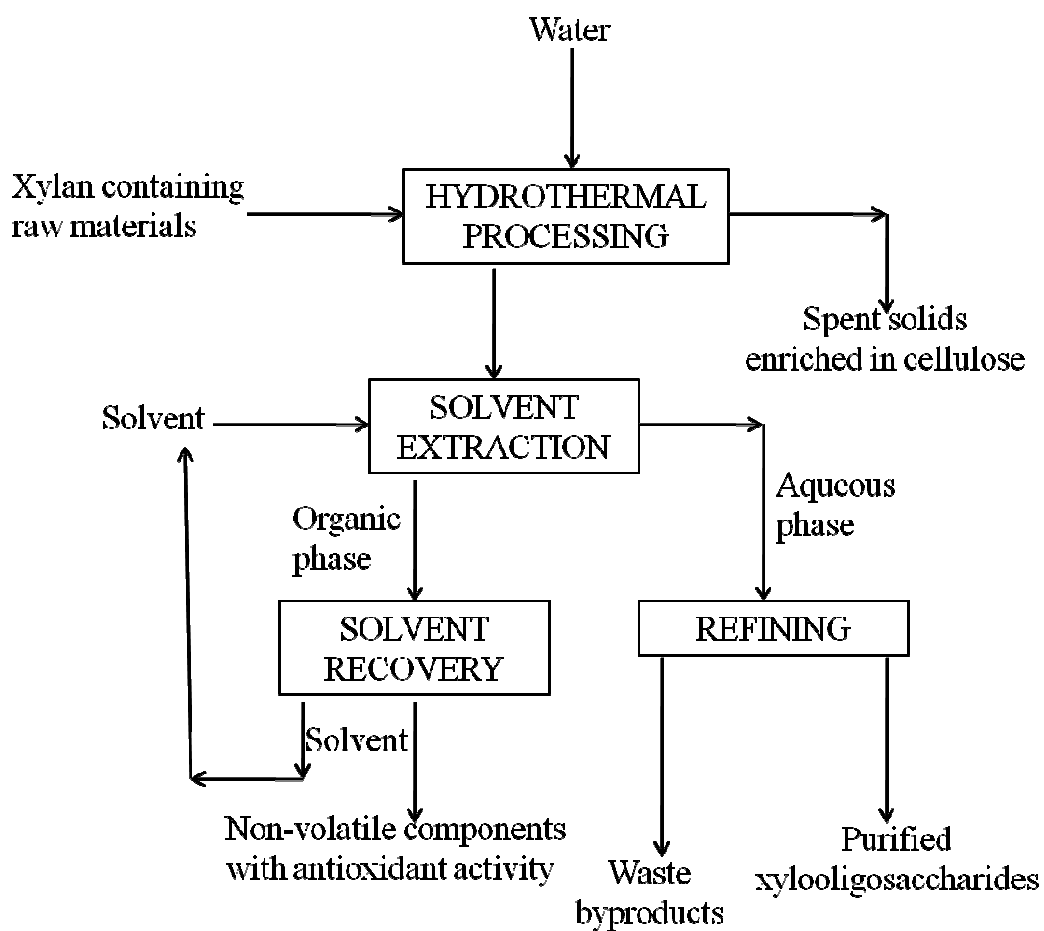 Water
Xylan containing
raw materials
HYDROTHERMAL
PROCESSING
Spent solids
enriched in cellulose
Solvent
SOLVENT
EXTRACTION
Organic
phase
Aqucous
phase
SOLVENT
RECOVERY
REFINING
Solvent
Non-volatile components
with antioxidant activity
Waste
byproducts
Purified
xylooligosaccharides